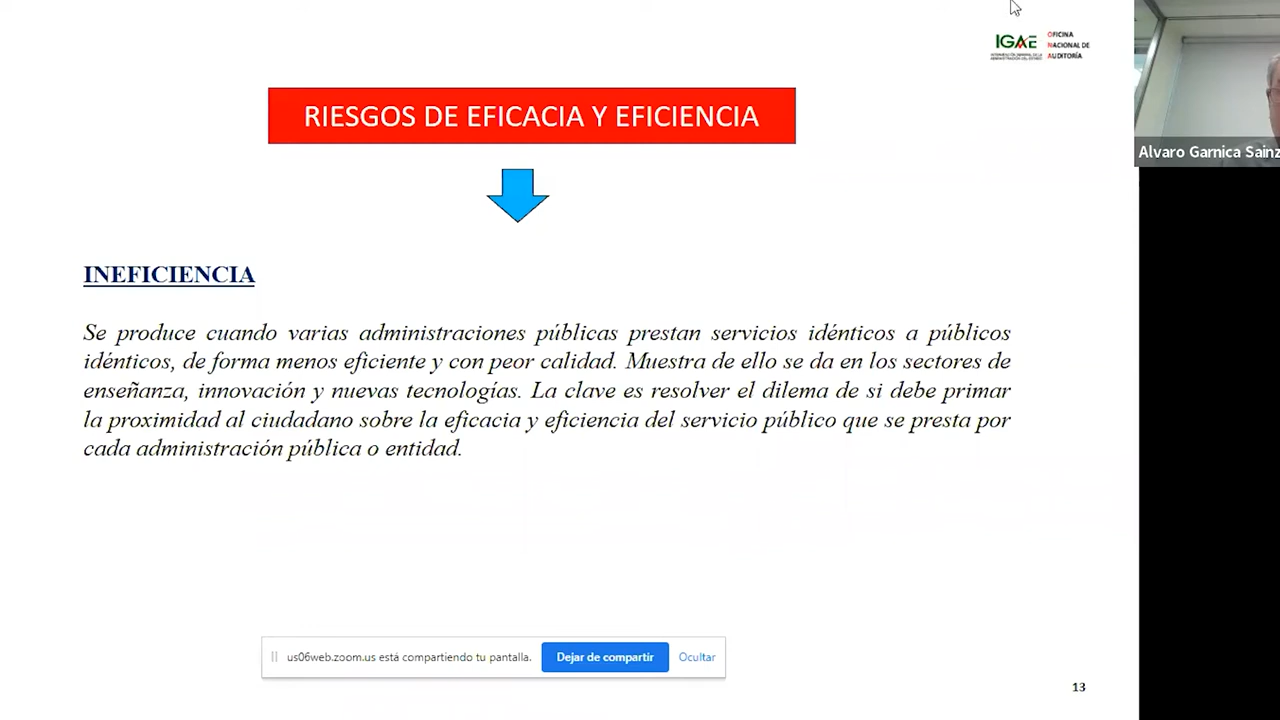 IGAE
OFICINA
NACIONAL DE
AUDITORÍA
RIESGOS DE EFICACIA Y EFICIENCIA
Alvaro Garnica Sainz
INEFICIENCIA
Se produce cuando varias administraciones públicas prestan servicios idénticos a públicos
idénticos, de forma menos eficiente y con peor calidad. Muestra de ello se da en los sectores de
enseñanza, innovación y nuevas tecnologías. La clave es resolver el dilema de si debe primar
la proximidad al ciudadano sobre la eficacia y eficiencia del servicio público que se presta por
cada administración pública o entidad.
us06web.zoom.us está compartiendo tu pantalla.
Dejar de compartir
Ocultar
13